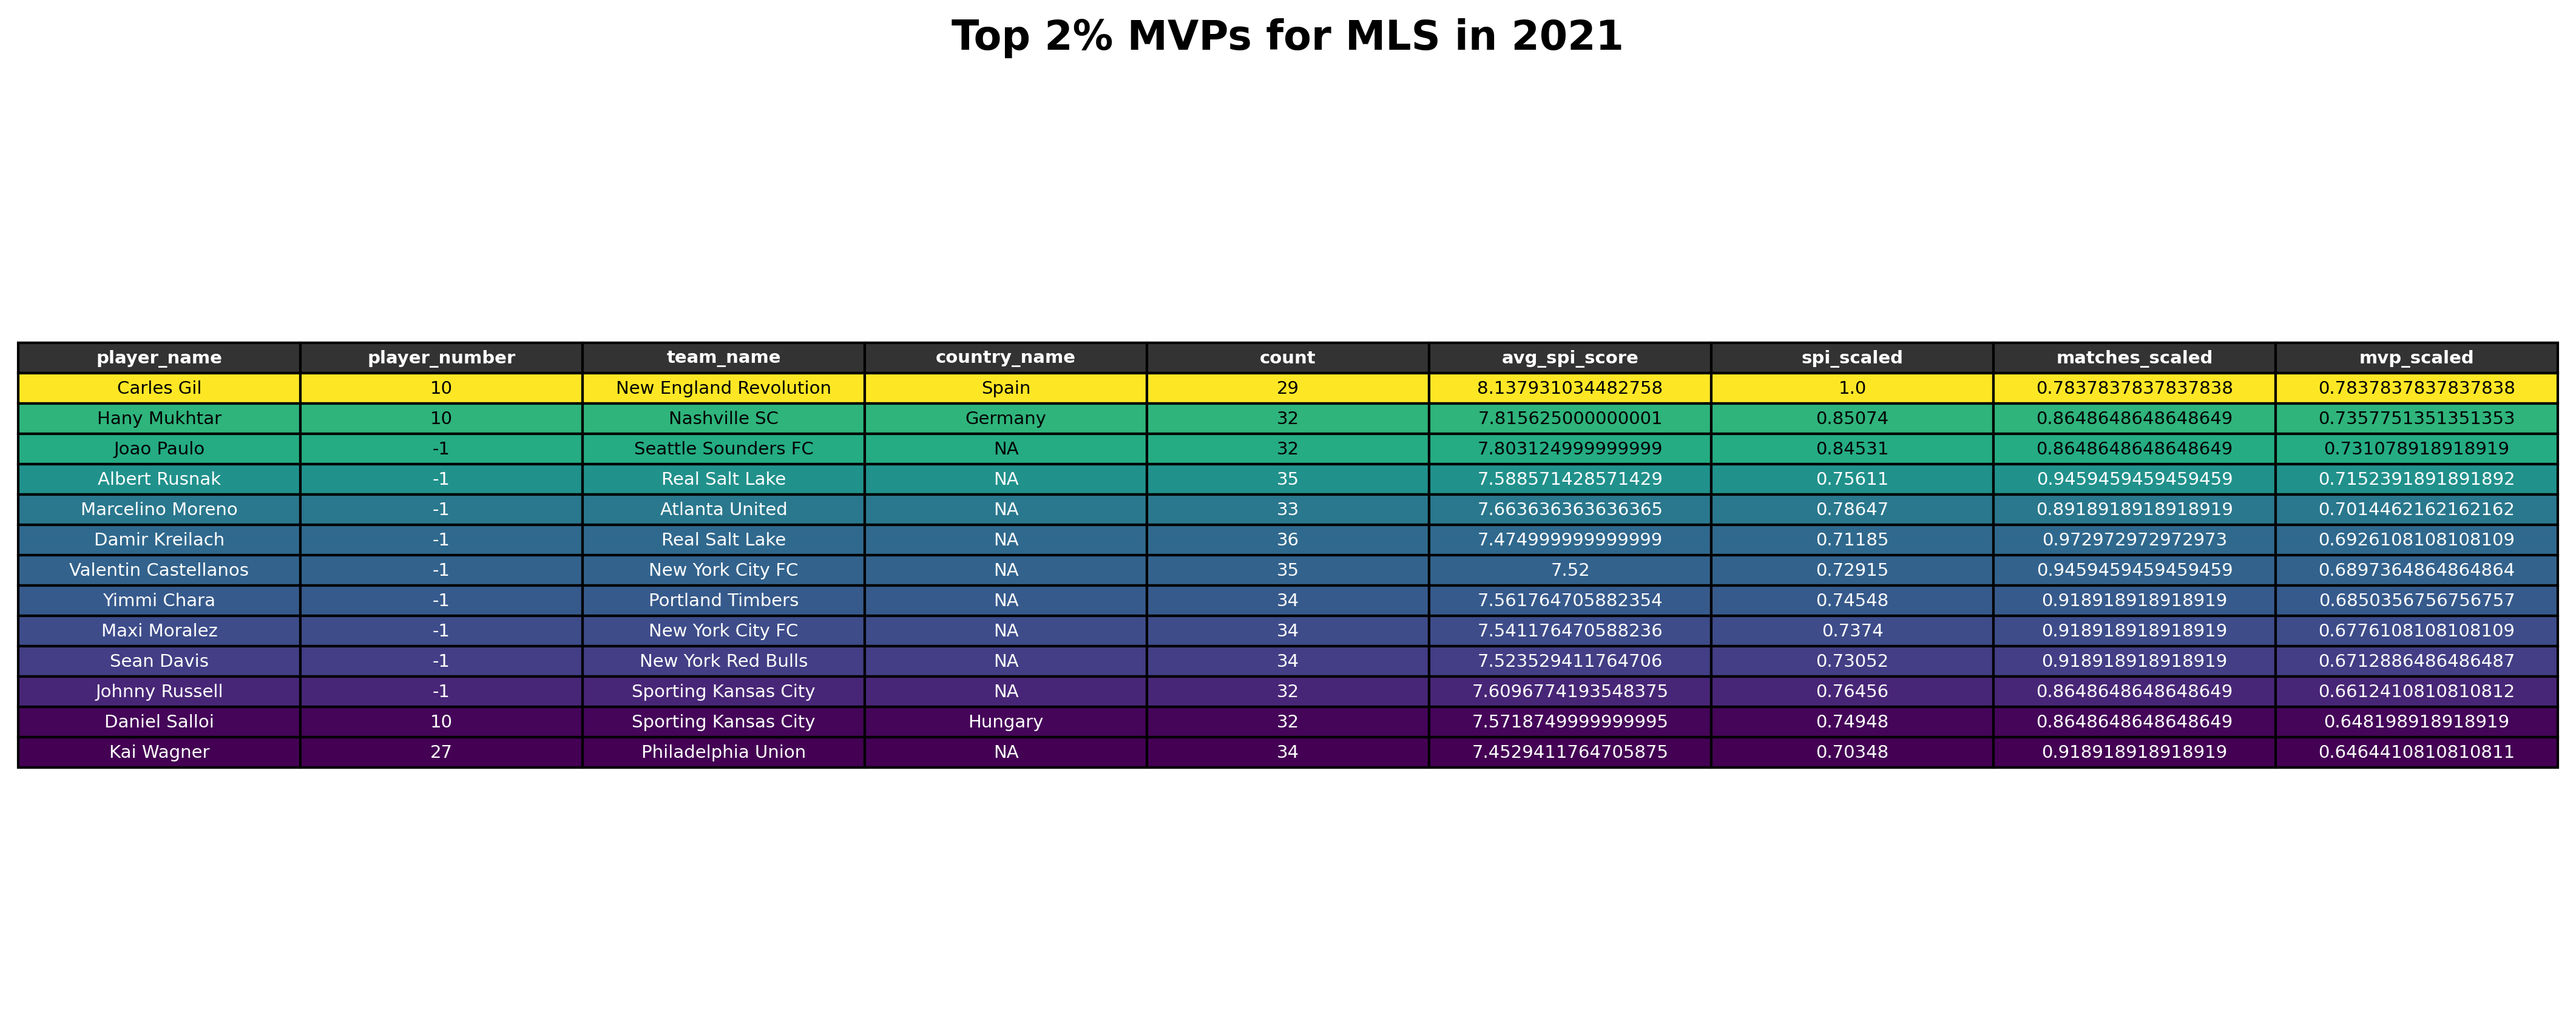 Top 2% MVPs for MLS in 2021
player_name player_number team_name country_name count avg_spi_score spi_scaled matches_scaled mvp_scaled
Carles Gil 10 New England Revolution Spain 29 8.137931034482758 1.0 0.7837837837837838 0.7837837837837838
Hany Mukhtar 10 Nashville SC Germany 32 7.815625000000001 0.85074 0.8648648648648649 0.7357751351351353
Joao Paulo -1 Seattle Sounders FC NA 32 7.803124999999999 0.84531 0.8648648648648649 0.731078918918919
Albert Rusnak -1 Real Salt Lake NA 35 7.588571428571429 0.75611 0.9459459459459459 0.7152391891891892
Marcelino Moreno -1 Atlanta United NA 33 7.663636363636365 0.78647 0.8918918918918919 0.7014462162162162
Damir Kreilach -1 Real Salt Lake NA 36 7.474999999999999 0.71185 0.972972972972973 0.6926108108108109
Valentin Castellanos -1 New York City FC NA 35 7.52 0.72915 0.9459459459459459 0.6897364864864864
Yimmi Chara -1 Portland Timbers NA 34 7.561764705882354 0.74548 0.918918918918919 0.6850356756756757
Maxi Moralez -1 New York City FC NA 34 7.541176470588236 0.7374 0.918918918918919 0.6776108108108109
Sean Davis -1 New York Red Bulls NA 34 7.523529411764706 0.73052 0.918918918918919 0.6712886486486487
Johnny Russell -1 Sporting Kansas City NA 32 7.6096774193548375 0.76456 0.8648648648648649 0.6612410810810812
Daniel Salloi 10 Sporting Kansas City Hungary 32 7.5718749999999995 0.74948 0.8648648648648649 0.648198918918919
Kai Wagner 27 Philadelphia Union NA 34 7.4529411764705875 0.70348 0.918918918918919 0.6464410810810811